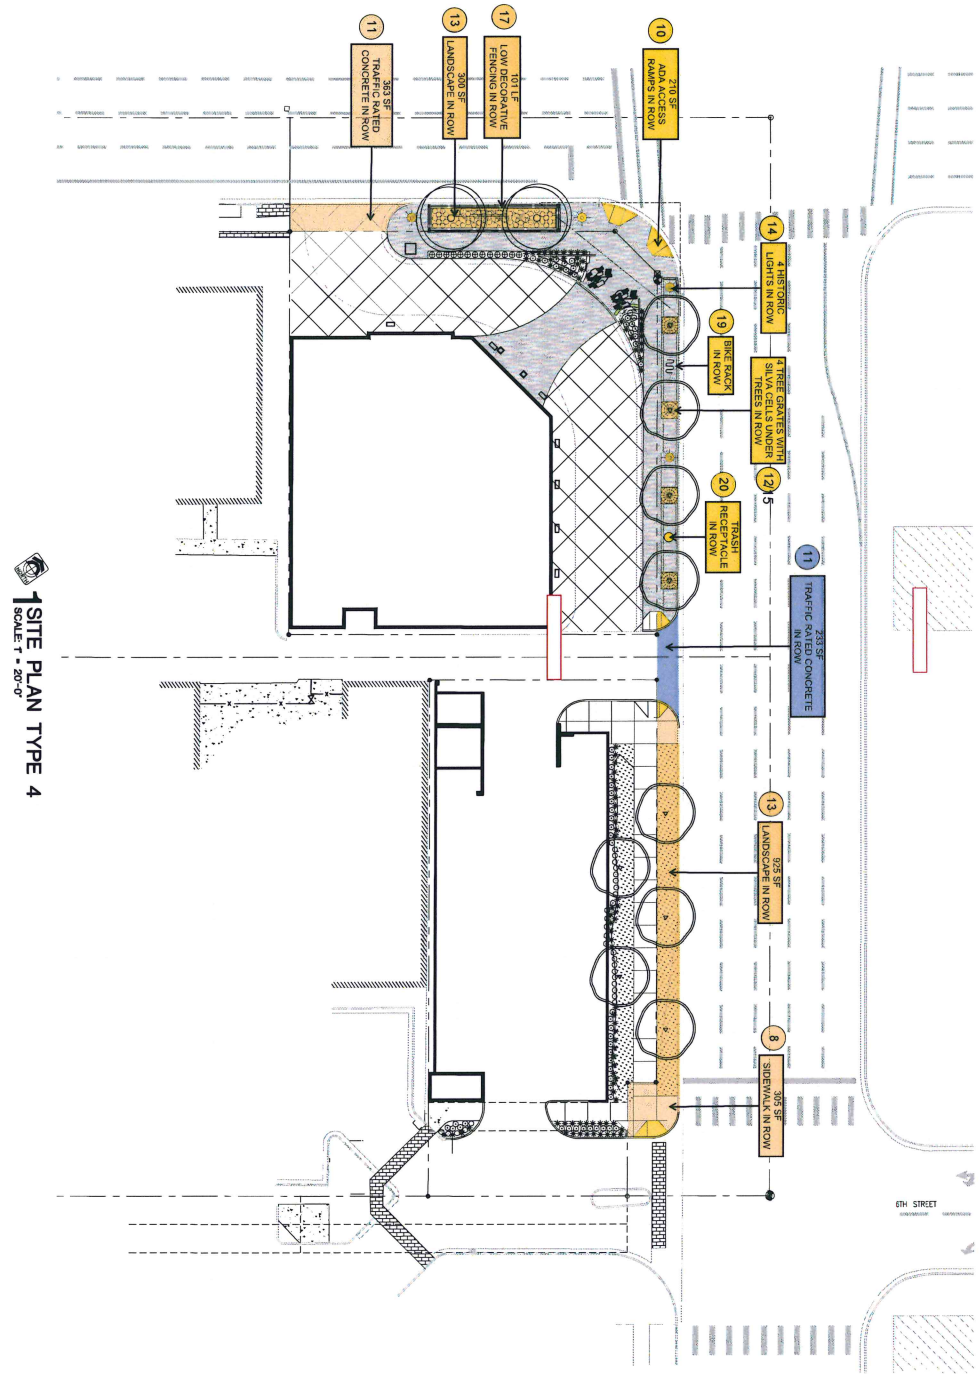 11
363 SF
TRAFFIC RATED
CONCRETE IN ROW
13
300 SF
LANDSCAPE IN ROW
17
101 LF
LOW DECORATIVE
FENCING IN ROW
10
210 SF
ADA ACCESS
RAMPS IN ROW
14
4 HISTORIC
LIGHTS IN ROW
19
BIKE RACK
IN ROW
4 TREE GRATES WITH
SILVA CELLS UNDER
TREES IN ROW
12/15
20
TRASH
RECEPTACLE
IN ROW
11
233 SF
TRAFFIC RATED CONCRETE
IN ROW
13
925 SF
LANDSCAPE IN ROW
8
305 SF
SIDEWALK IN ROW
6TH STREET
1 SITE PLAN TYPE 4
SCALE: 1" = 20'-0"